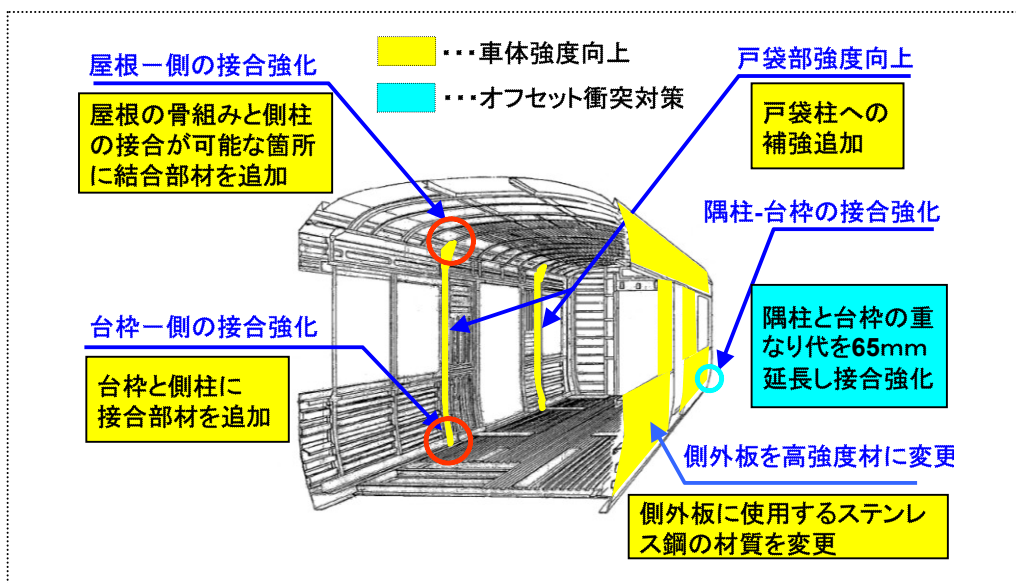 屋根－側の接合強化
屋根の骨組みと側柱
の接合が可能な箇所
に結合部材を追加
･･･車体強度向上
･･･オフセット衝突対策
戸袋部強度向上
戸袋柱への
補強追加
隅柱-台枠の接合強化
隅柱と台枠の重
なり代を65mm
延長し接合強化
台枠－側の接合強化
台枠と側柱に
接合部材を追加
側外板を高強度材に変更
側外板に使用するステンレ
ス鋼の材質を変更